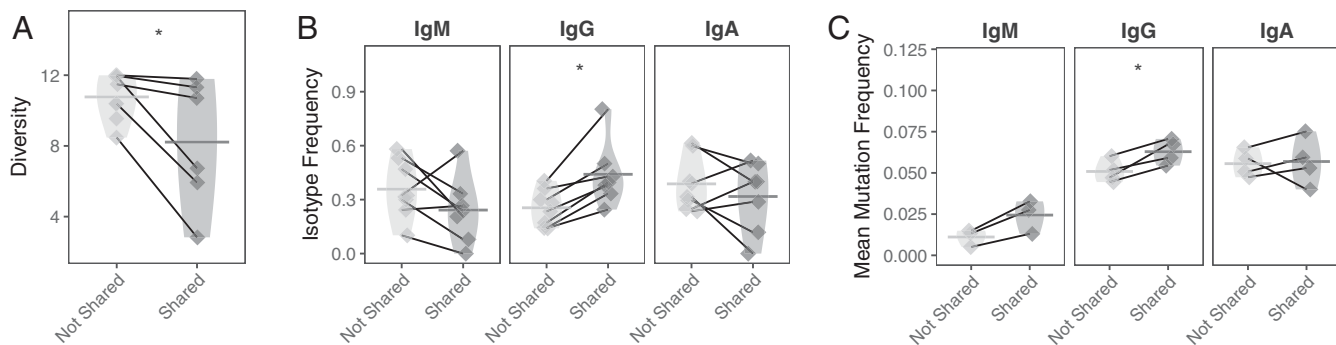 A
*
Diversity
12
8
4
Not Shared
Shared
B
IgM
IgG
IgA
*
Isotype Frequency
0.9
0.6
0.3
0.0
Not Shared
Shared
Not Shared
Shared
Not Shared
Shared
C
IgM
IgG
IgA
*
Mean Mutation Frequency
0.125
0.100
0.075
0.050
0.025
0.000
Not Shared
Shared
Not Shared
Shared
Not Shared
Shared